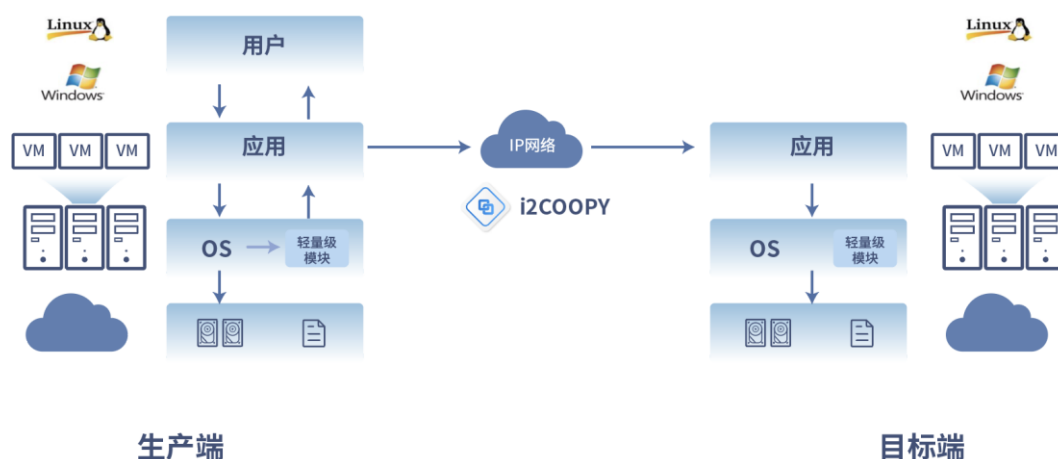 Linux
Windows
VM VM VM
用户
应用
OS
轻量级
模块
IP网络
i2COOPY
应用
OS
轻量级
模块
Linux
Windows
VM VM VM
生产端
目标端